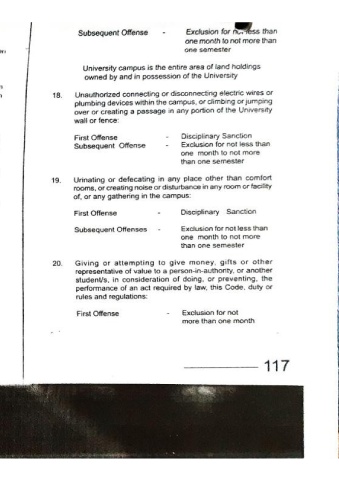 Subsequent Offense - Exclusion for not less than
one month to not more than
one semester
University campus is the entire area of land holdings
owned by and in possession of the University
18. Unauthorized connecting or disconnecting electric wires or
plumbing devices within the campus, or climbing or jumping
over or creating a passage in any portion of the University
wall or fence:
First Offense - Disciplinary Sanction
Subsequent Offense - Exclusion for not less than
one month to not more
than one semester
19. Urinating or defecating in any place other than comfort
rooms, or creating noise or disturbance in any room or facility
of, or any gathering in the campus:
First Offense - Disciplinary Sanction
Subsequent Offenses - Exclusion for not less than
one month to not more
than one semester
20. Giving or attempting to give money, gifts or other
representative of value to a person-in-authority, or another
student/s, in consideration of doing, or preventing, the
performance of an act required by law, this Code, duty or
rules and regulations:
First Offense - Exclusion for not
more than one month
117